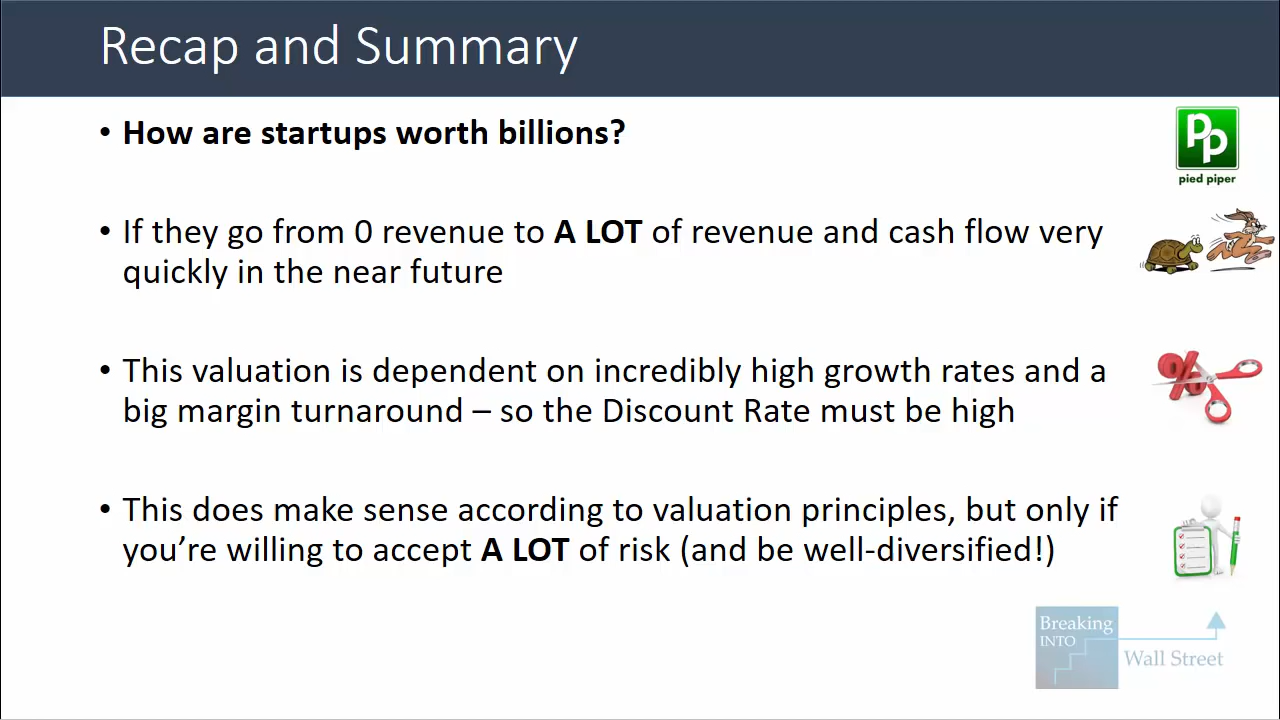 Recap and Summary
• How are startups worth billions?
Pp
pied piper
• If they go from 0 revenue to A LOT of revenue and cash flow very
quickly in the near future
• This valuation is dependent on incredibly high growth rates and a
big margin turnaround – so the Discount Rate must be high
%
• This does make sense according to valuation principles, but only if
you’re willing to accept A LOT of risk (and be well-diversified!)
Breaking
INTO
Wall Street